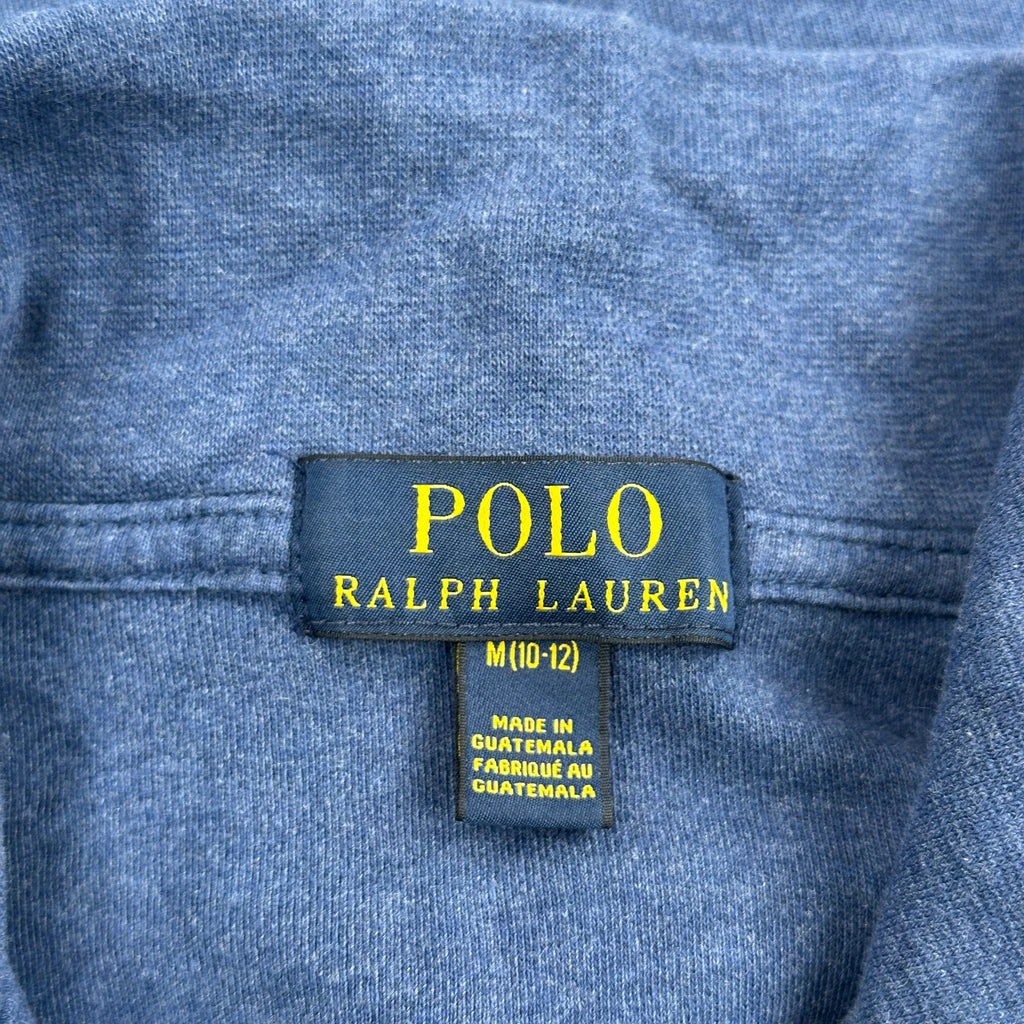 POLO
RALPH LAUREN
M(10-12)
MADE IN
GUATEMALA
FABRIQUÉ AU
GUATEMALA